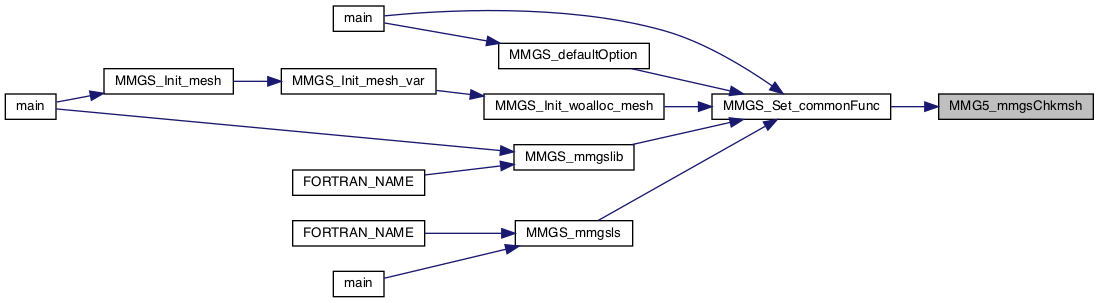 main
MMGS_defaultOption
MMGS_Init_mesh
MMGS_Init_mesh_var
main
MMGS_Init_woalloc_mesh
MMGS_Set_commonFunc
MMG5_mmgsChkmsh
MMGS_mmgslib
FORTRAN_NAME
FORTRAN_NAME
MMGS_mmgsls
main